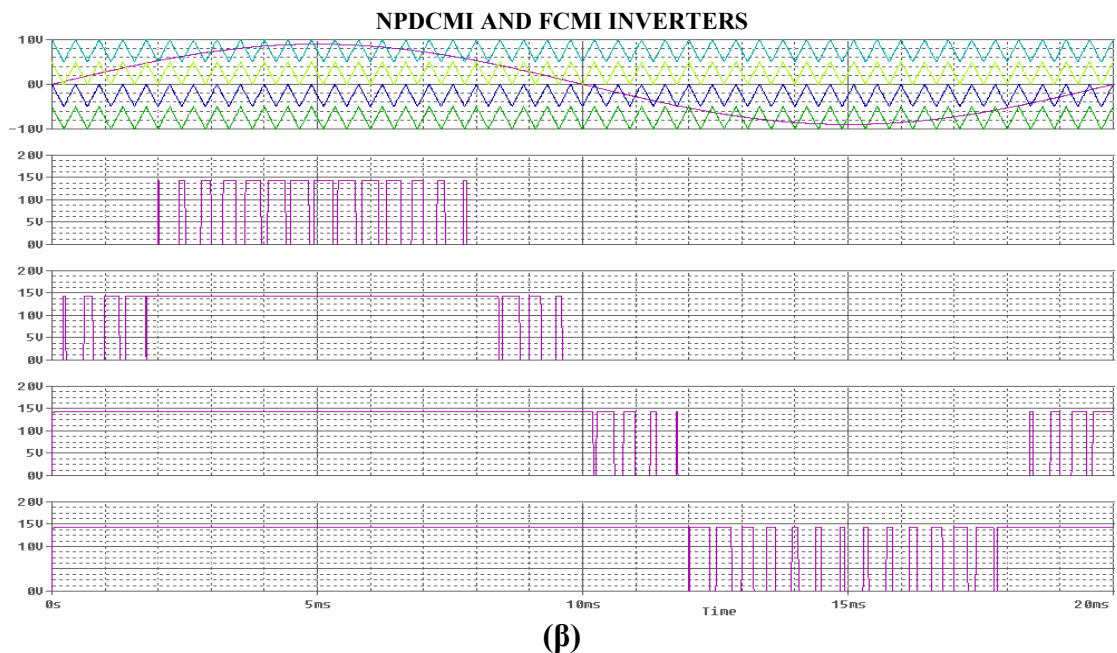 NPDCMI AND FCMI INVERTERS
10V
0V
-10V
20V
15V
10V
5V
0V
20V
15V
10V
5V
0V
20V
15V
10V
5V
0V
20V
15V
10V
0V
0s 5ms 10ms Time 15ms 20ms
(β)